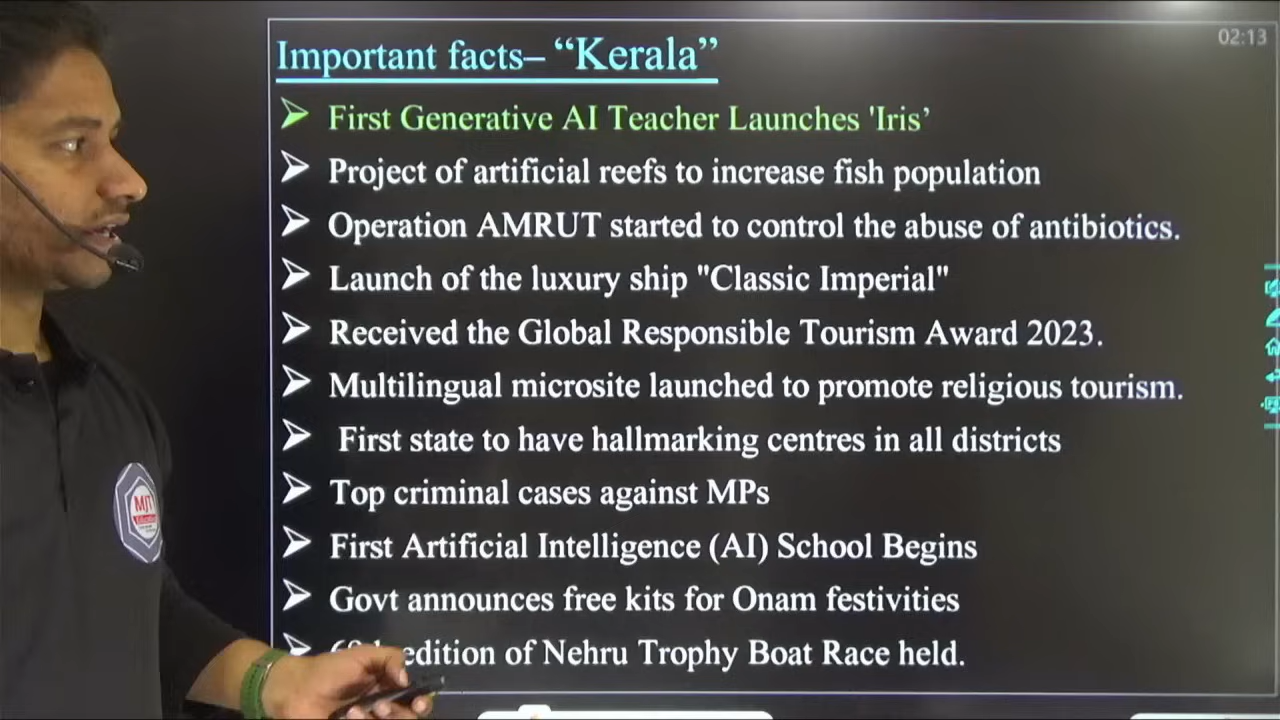 02:13
Important facts– “Kerala”
➢ First Generative AI Teacher Launches 'Iris’
➢ Project of artificial reefs to increase fish population
➢ Operation AMRUT started to control the abuse of antibiotics.
➢ Launch of the luxury ship "Classic Imperial"
➢ Received the Global Responsible Tourism Award 2023.
➢ Multilingual microsite launched to promote religious tourism.
➢ First state to have hallmarking centres in all districts
➢ Top criminal cases against MPs
➢ First Artificial Intelligence (AI) School Begins
➢ Govt announces free kits for Onam festivities
➢ edition of Nehru Trophy Boat Race held.
MJT
Education